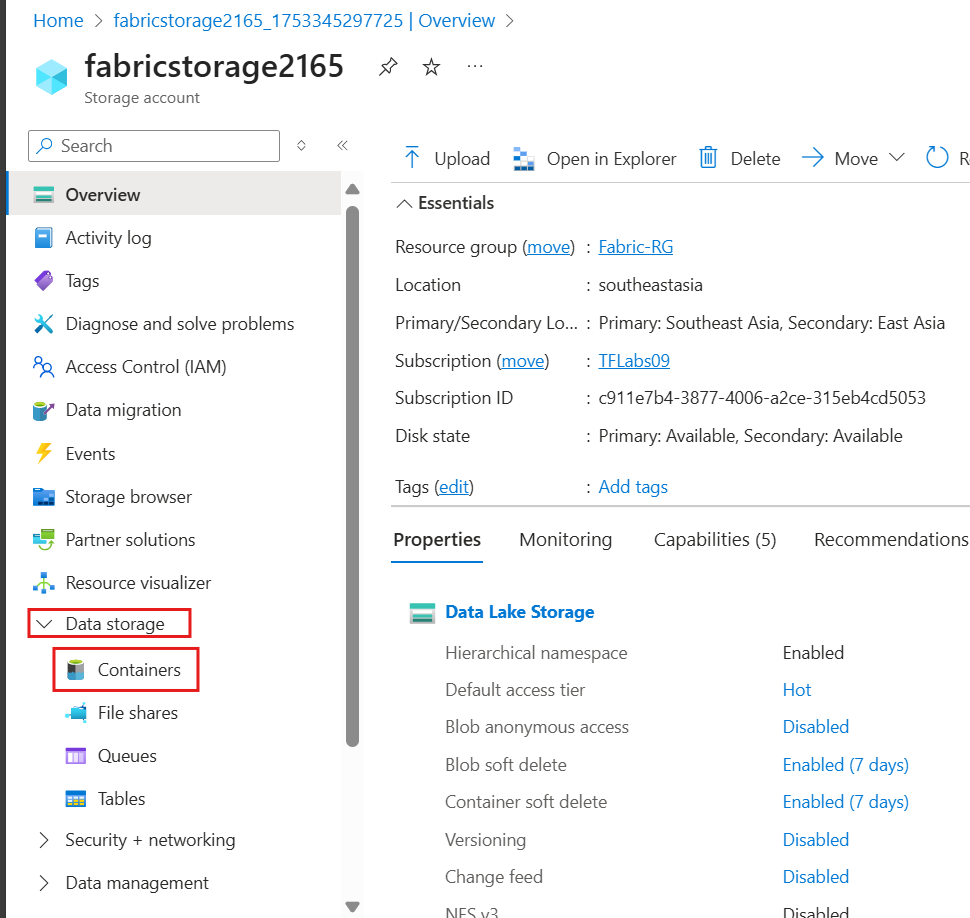 Home > fabricstorage2165_1753345297725 | Overview >
fabricstorage2165
Storage account
Search
Overview
Activity log
Tags
Diagnose and solve problems
Access Control (IAM)
Data migration
Events
Storage browser
Partner solutions
Resource visualizer
Data storage
Containers
File shares
Queues
Tables
Security + networking
Data management
Upload Open in Explorer Delete Move
Essentials
Resource group (move) : Fabric-RG
Location : southeastasia
Primary/Secondary Lo... : Primary: Southeast Asia, Secondary: East Asia
Subscription (move) : TFLabs09
Subscription ID : c911e7b4-3877-4006-a2ce-315eb4cd5053
Disk state : Primary: Available, Secondary: Available
Tags (edit) : Add tags
Properties Monitoring Capabilities (5) Recommendations
Data Lake Storage
Hierarchical namespace Enabled
Default access tier Hot
Blob anonymous access Disabled
Blob soft delete Enabled (7 days)
Container soft delete Enabled (7 days)
Versioning Disabled
Change feed Disabled
NFS v3 Disabled